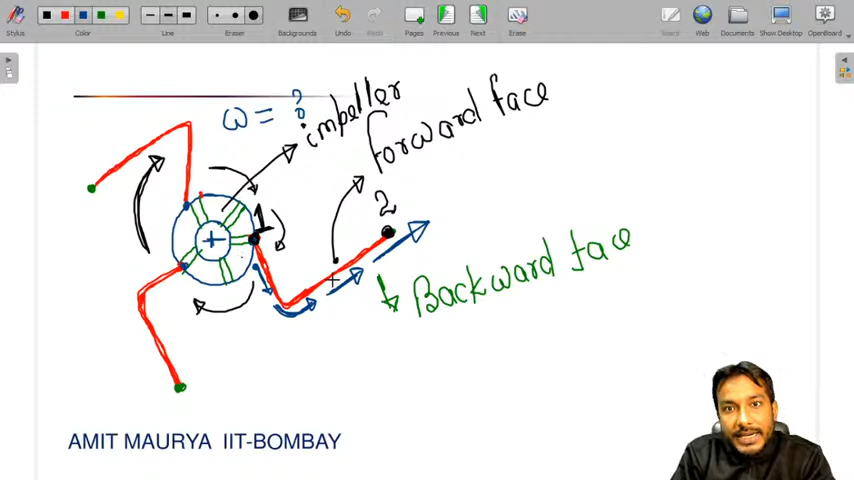 Stylus
Color
Line
Eraser
Backgrounds
Undo
Redo
Pages
Previous
Next
Erase
Board
Web
Documents
Show Desktop
OpenBoard
ω = ?
impeller
forward face
1
2
Backward face
AMIT MAURYA IIT-BOMBAY